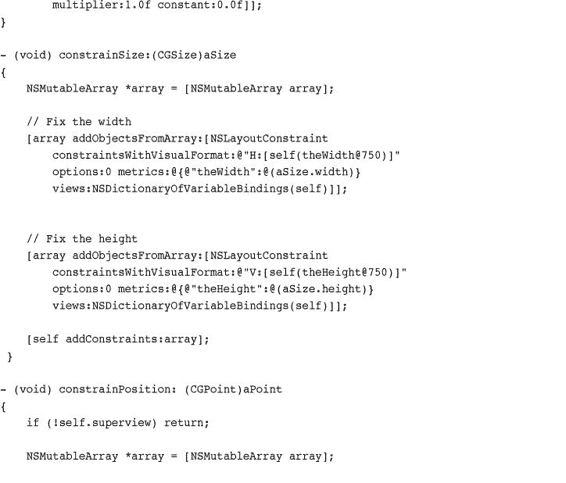 multiplier:1.0f constant:0.0f]];
}
- (void) constrainSize:(CGSize)aSize
{
NSMutableArray *array = [NSMutableArray array];
// Fix the width
[array addObjectsFromArray:[NSLayoutConstraint
constraintsWithVisualFormat:@"H:[self(theWidth@750)]"
options:0 metrics:@{@"theWidth":@(aSize.width)}
views:NSDictionaryOfVariableBindings(self)]];
// Fix the height
[array addObjectsFromArray:[NSLayoutConstraint
constraintsWithVisualFormat:@"V:[self(theHeight@750)]"
options:0 metrics:@{@"theHeight":@(aSize.height)}
views:NSDictionaryOfVariableBindings(self)]];
[self addConstraints:array];
}
- (void) constrainPosition: (CGPoint)aPoint
{
if (!self.superview) return;
NSMutableArray *array = [NSMutableArray array];